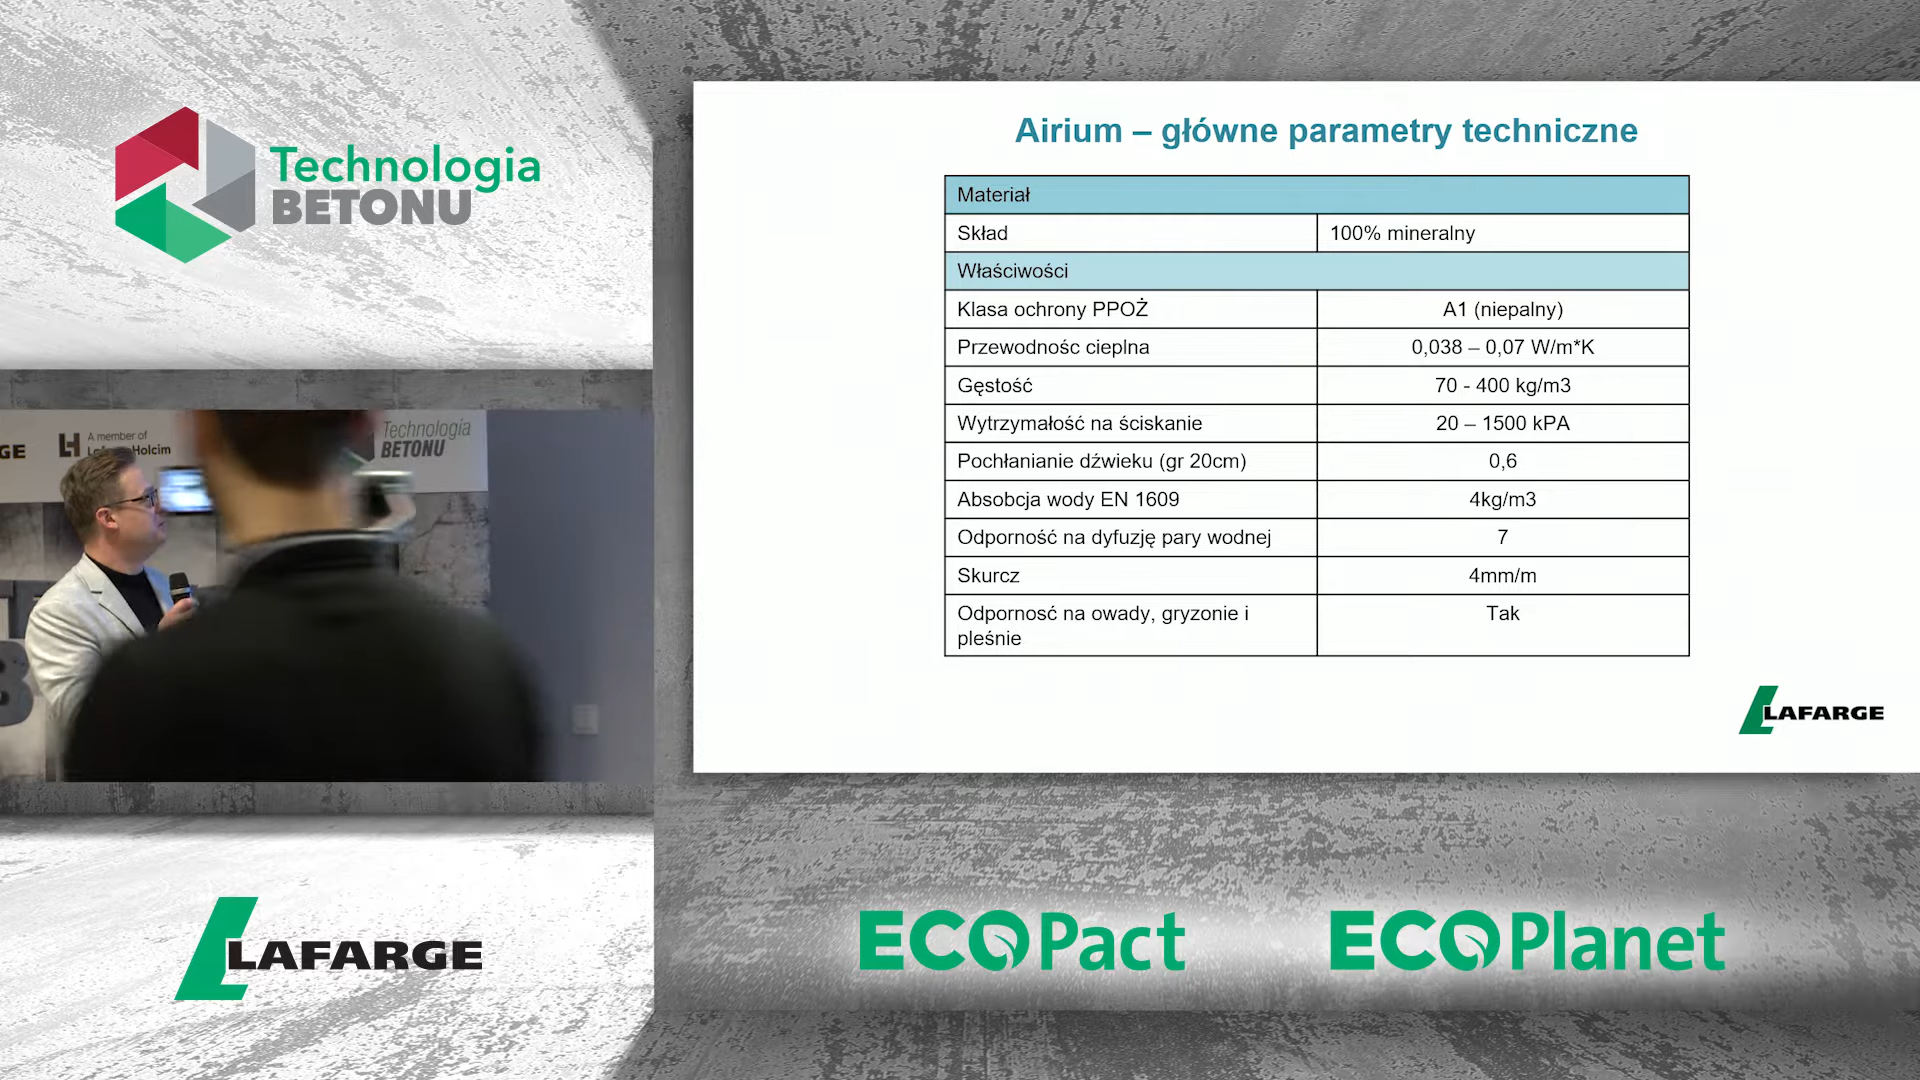 Technologia
BETONU
GE
A member of
Holcim
Technologia
BETONU
B
LAFARGE
Airium – główne parametry techniczne
Materiał
Skład 100% mineralny
Właściwości
Klasa ochrony PPOŻ A1 (niepalny)
Przewodnośc cieplna 0,038 – 0,07 W/m*K
Gęstość 70 - 400 kg/m3
Wytrzymałość na ściskanie 20 – 1500 kPA
Pochłanianie dźwieku (gr 20cm) 0,6
Absobcja wody EN 1609 4kg/m3
Odporność na dyfuzję pary wodnej 7
Skurcz 4mm/m
Odpornosć na owady, gryzonie i Tak
pleśnie
LAFARGE
ECOPact ECOPlanet